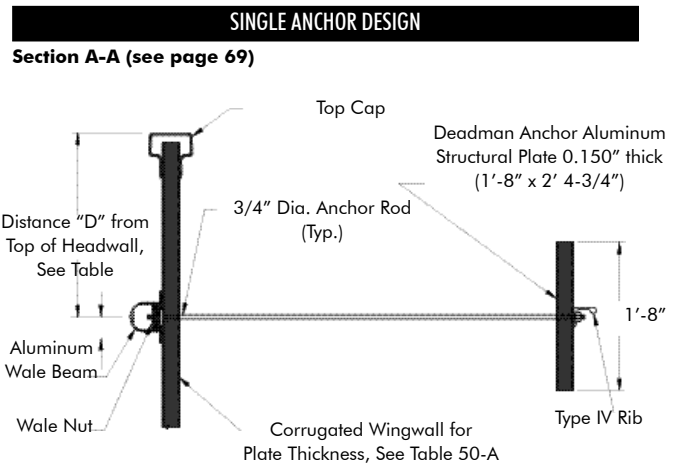 SINGLE ANCHOR DESIGN
Section A-A (see page 69)
Top Cap
Deadman Anchor Aluminum
Structural Plate 0.150” thick
(1’-8” x 2’ 4-3/4”)
3/4” Dia. Anchor Rod
(Typ.)
Distance “D” from
Top of Headwall,
See Table
1’-8”
Aluminum
Wale Beam
Wale Nut
Type IV Rib
Corrugated Wingwall for
Plate Thickness, See Table 50-A